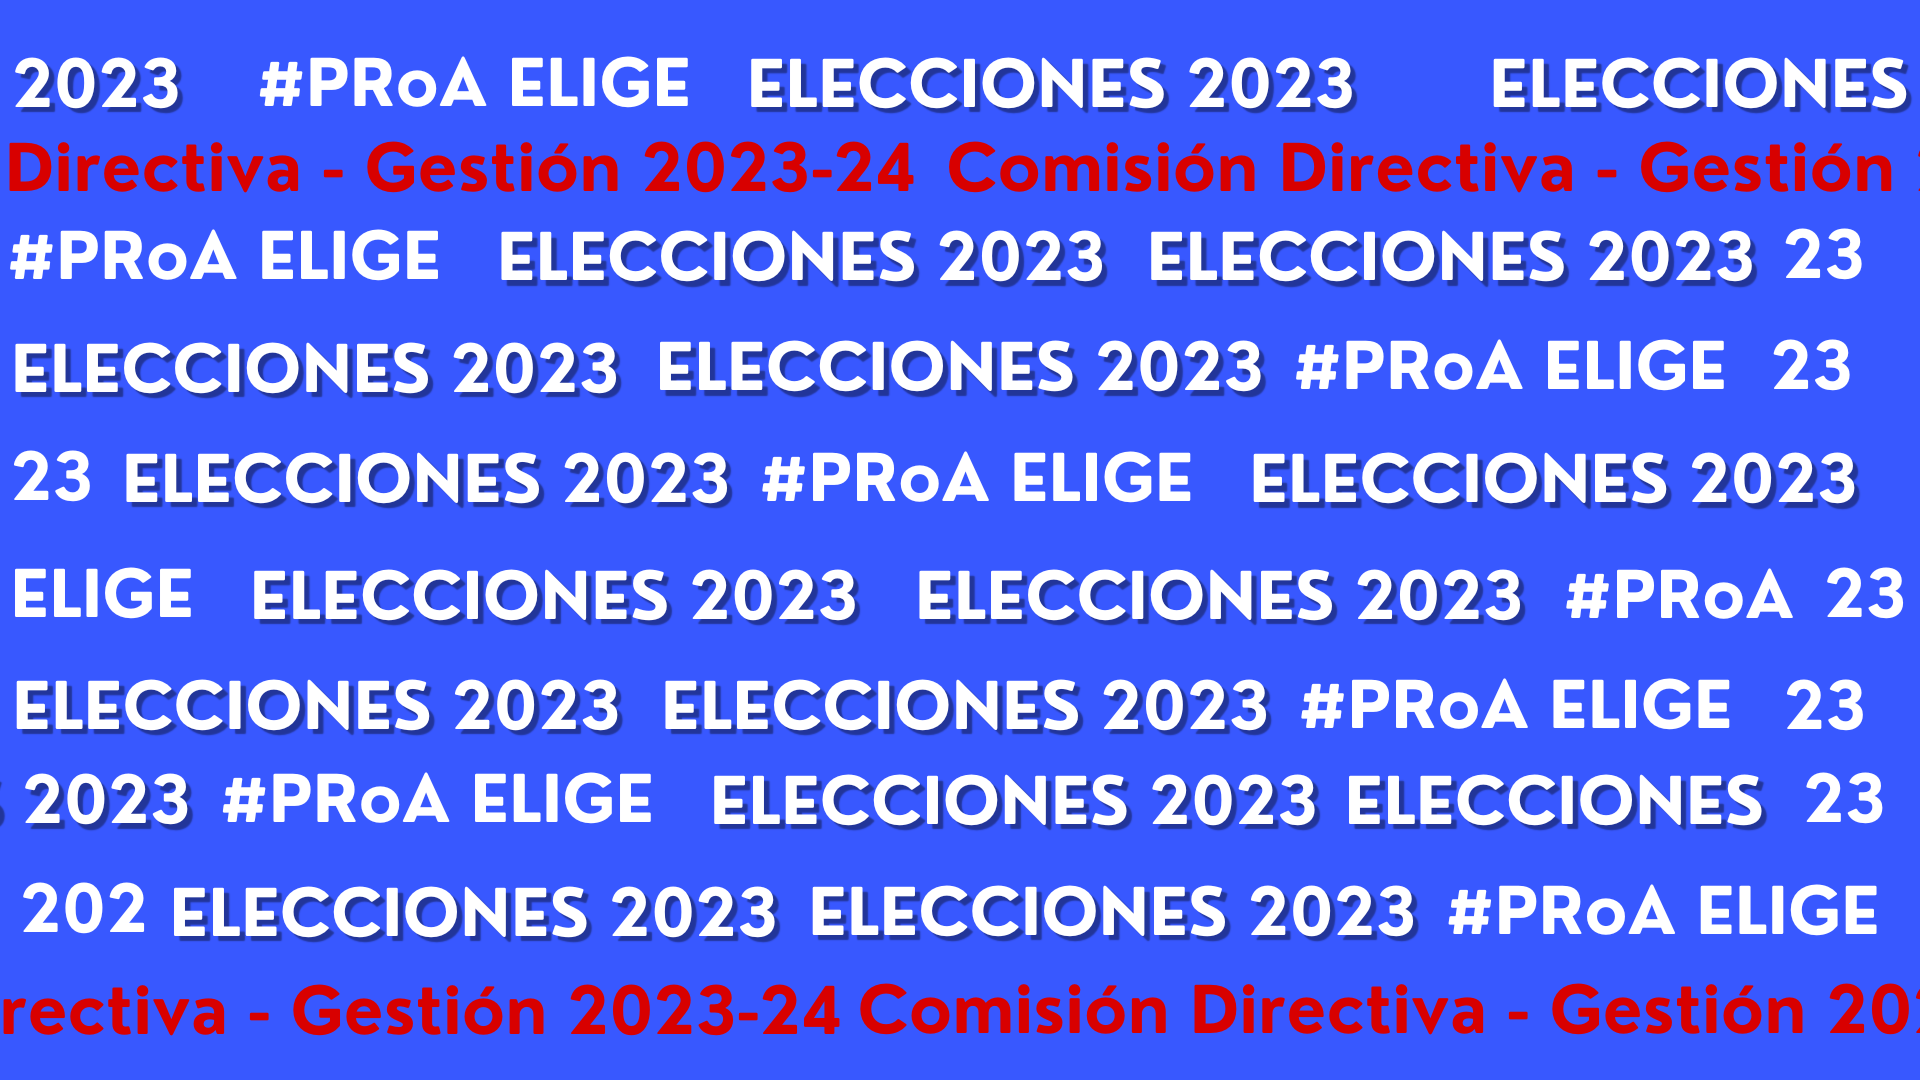 2023 #PRoA ELIGE ELECCIONES 2023 ELECCIONES
Directiva - Gestión 2023-24 Comisión Directiva - Gestión
#PRoA ELIGE ELECCIONES 2023 ELECCIONES 2023 23
ELECCIONES 2023 ELECCIONES 2023 #PRoA ELIGE 23
23 ELECCIONES 2023 #PRoA ELIGE ELECCIONES 2023
ELIGE ELECCIONES 2023 ELECCIONES 2023 #PRoA 23
ELECCIONES 2023 ELECCIONES 2023 #PRoA ELIGE 23
2023 #PRoA ELIGE ELECCIONES 2023 ELECCIONES 23
202 ELECCIONES 2023 ELECCIONES 2023 #PRoA ELIGE
rectiva - Gestión 2023-24 Comisión Directiva - Gestión 202